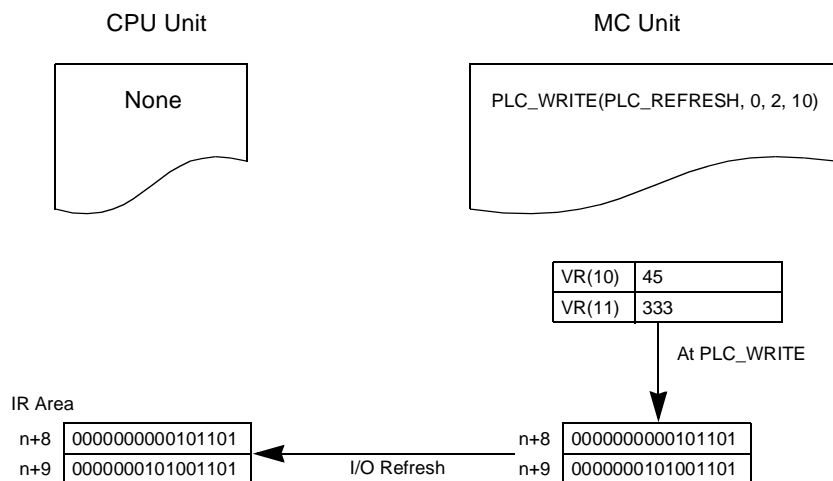 CPU Unit MC Unit
None
PLC_WRITE(PLC_REFRESH, 0, 2, 10)
VR(10) 45
VR(11) 333
At PLC_WRITE
IR Area
n+8 0000000000101101 n+8 0000000000101101
n+9 0000000101001101 I/O Refresh n+9 0000000101001101